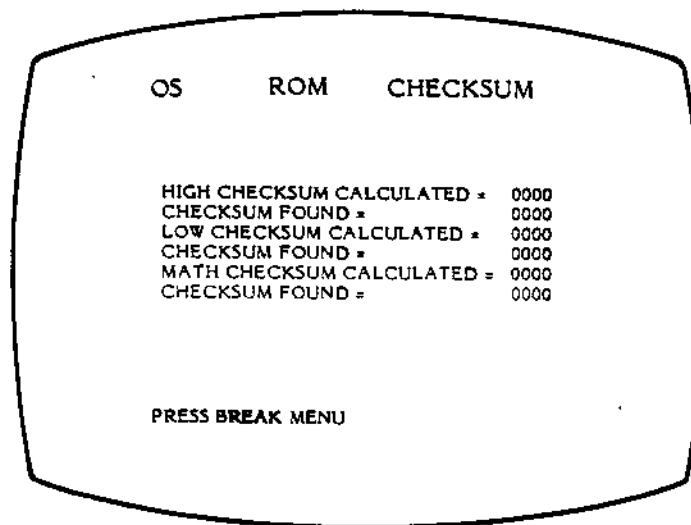 OS ROM CHECKSUM
HIGH CHECKSUM CALCULATED = 0000
CHECKSUM FOUND = 0000
LOW CHECKSUM CALCULATED = 0000
CHECKSUM FOUND = 0000
MATH CHECKSUM CALCULATED = 0000
CHECKSUM FOUND = 0000
PRESS BREAK MENU